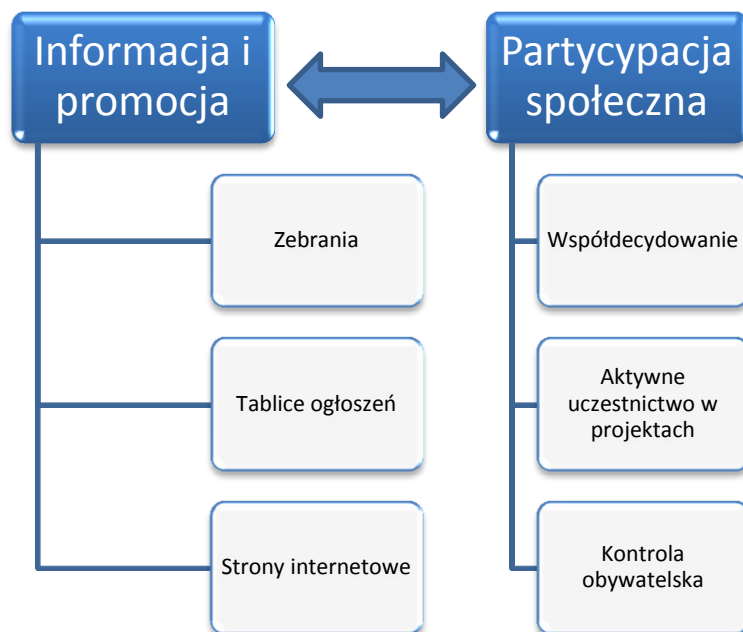 Informacja i
promocja
Zebrania
Tablice ogłoszeń
Strony internetowe
Partycypacja
społeczna
Współdecydowanie
Aktywne
uczestnictwo w
projektach
Kontrola
obywatelska